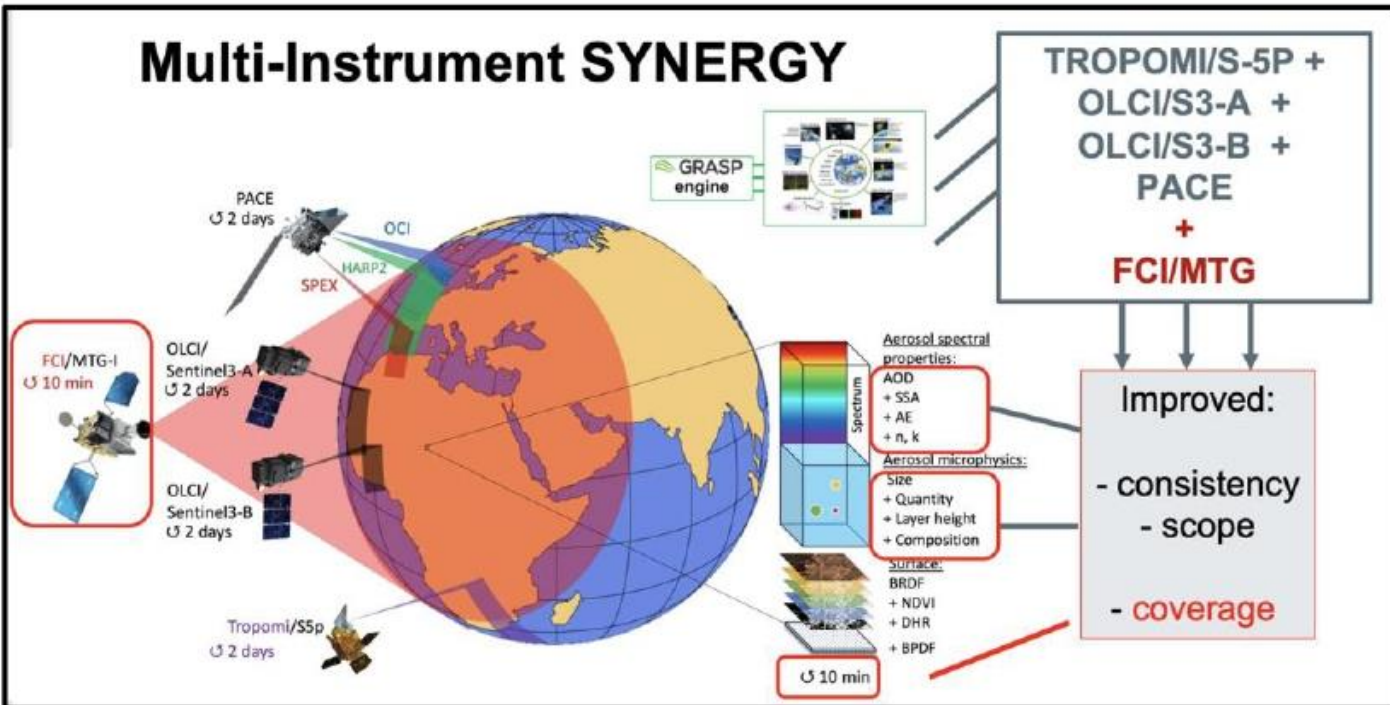 Multi-Instrument SYNERGY
TROPOMI/S-5P +
OLCI/S3-A +
OLCI/S3-B +
PACE
+
FCI/MTG
GRASP
engine
PACE
↺ 2 days
OCI
HARP2
SPEX
FCI/MTG-I
↺ 10 min
OLCI/
Sentinel3-A
↺ 2 days
OLCI/
Sentinel3-B
↺ 2 days
Tropomi/S5p
↺ 2 days
Aerosol spectral
properties:
AOD
+ SSA
+ AE
+ n, k
Spectrum
Aerosol microphysics:
Size
+ Quantity
+ Layer height
+ Composition
Surface:
BRDF
+ NDVI
+ DHR
+ BPDF
↺ 10 min
Improved:
- consistency
- scope
- coverage